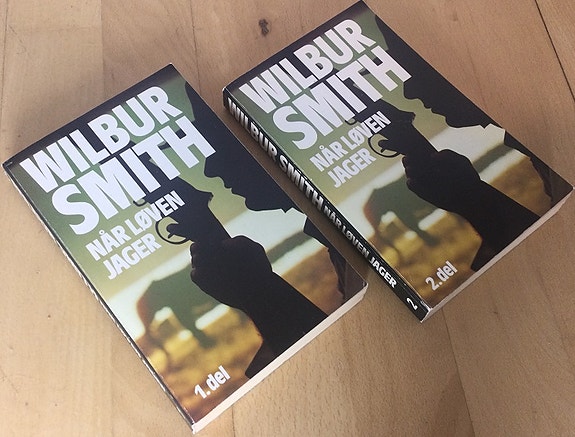 WILBUR
SMITH
NÅR LØVEN
JAGER
1. del
WILBUR
SMITH
NÅR LØVEN
JAGER
2. del
WILBUR SMITH NÅR LØVEN JAGER 2